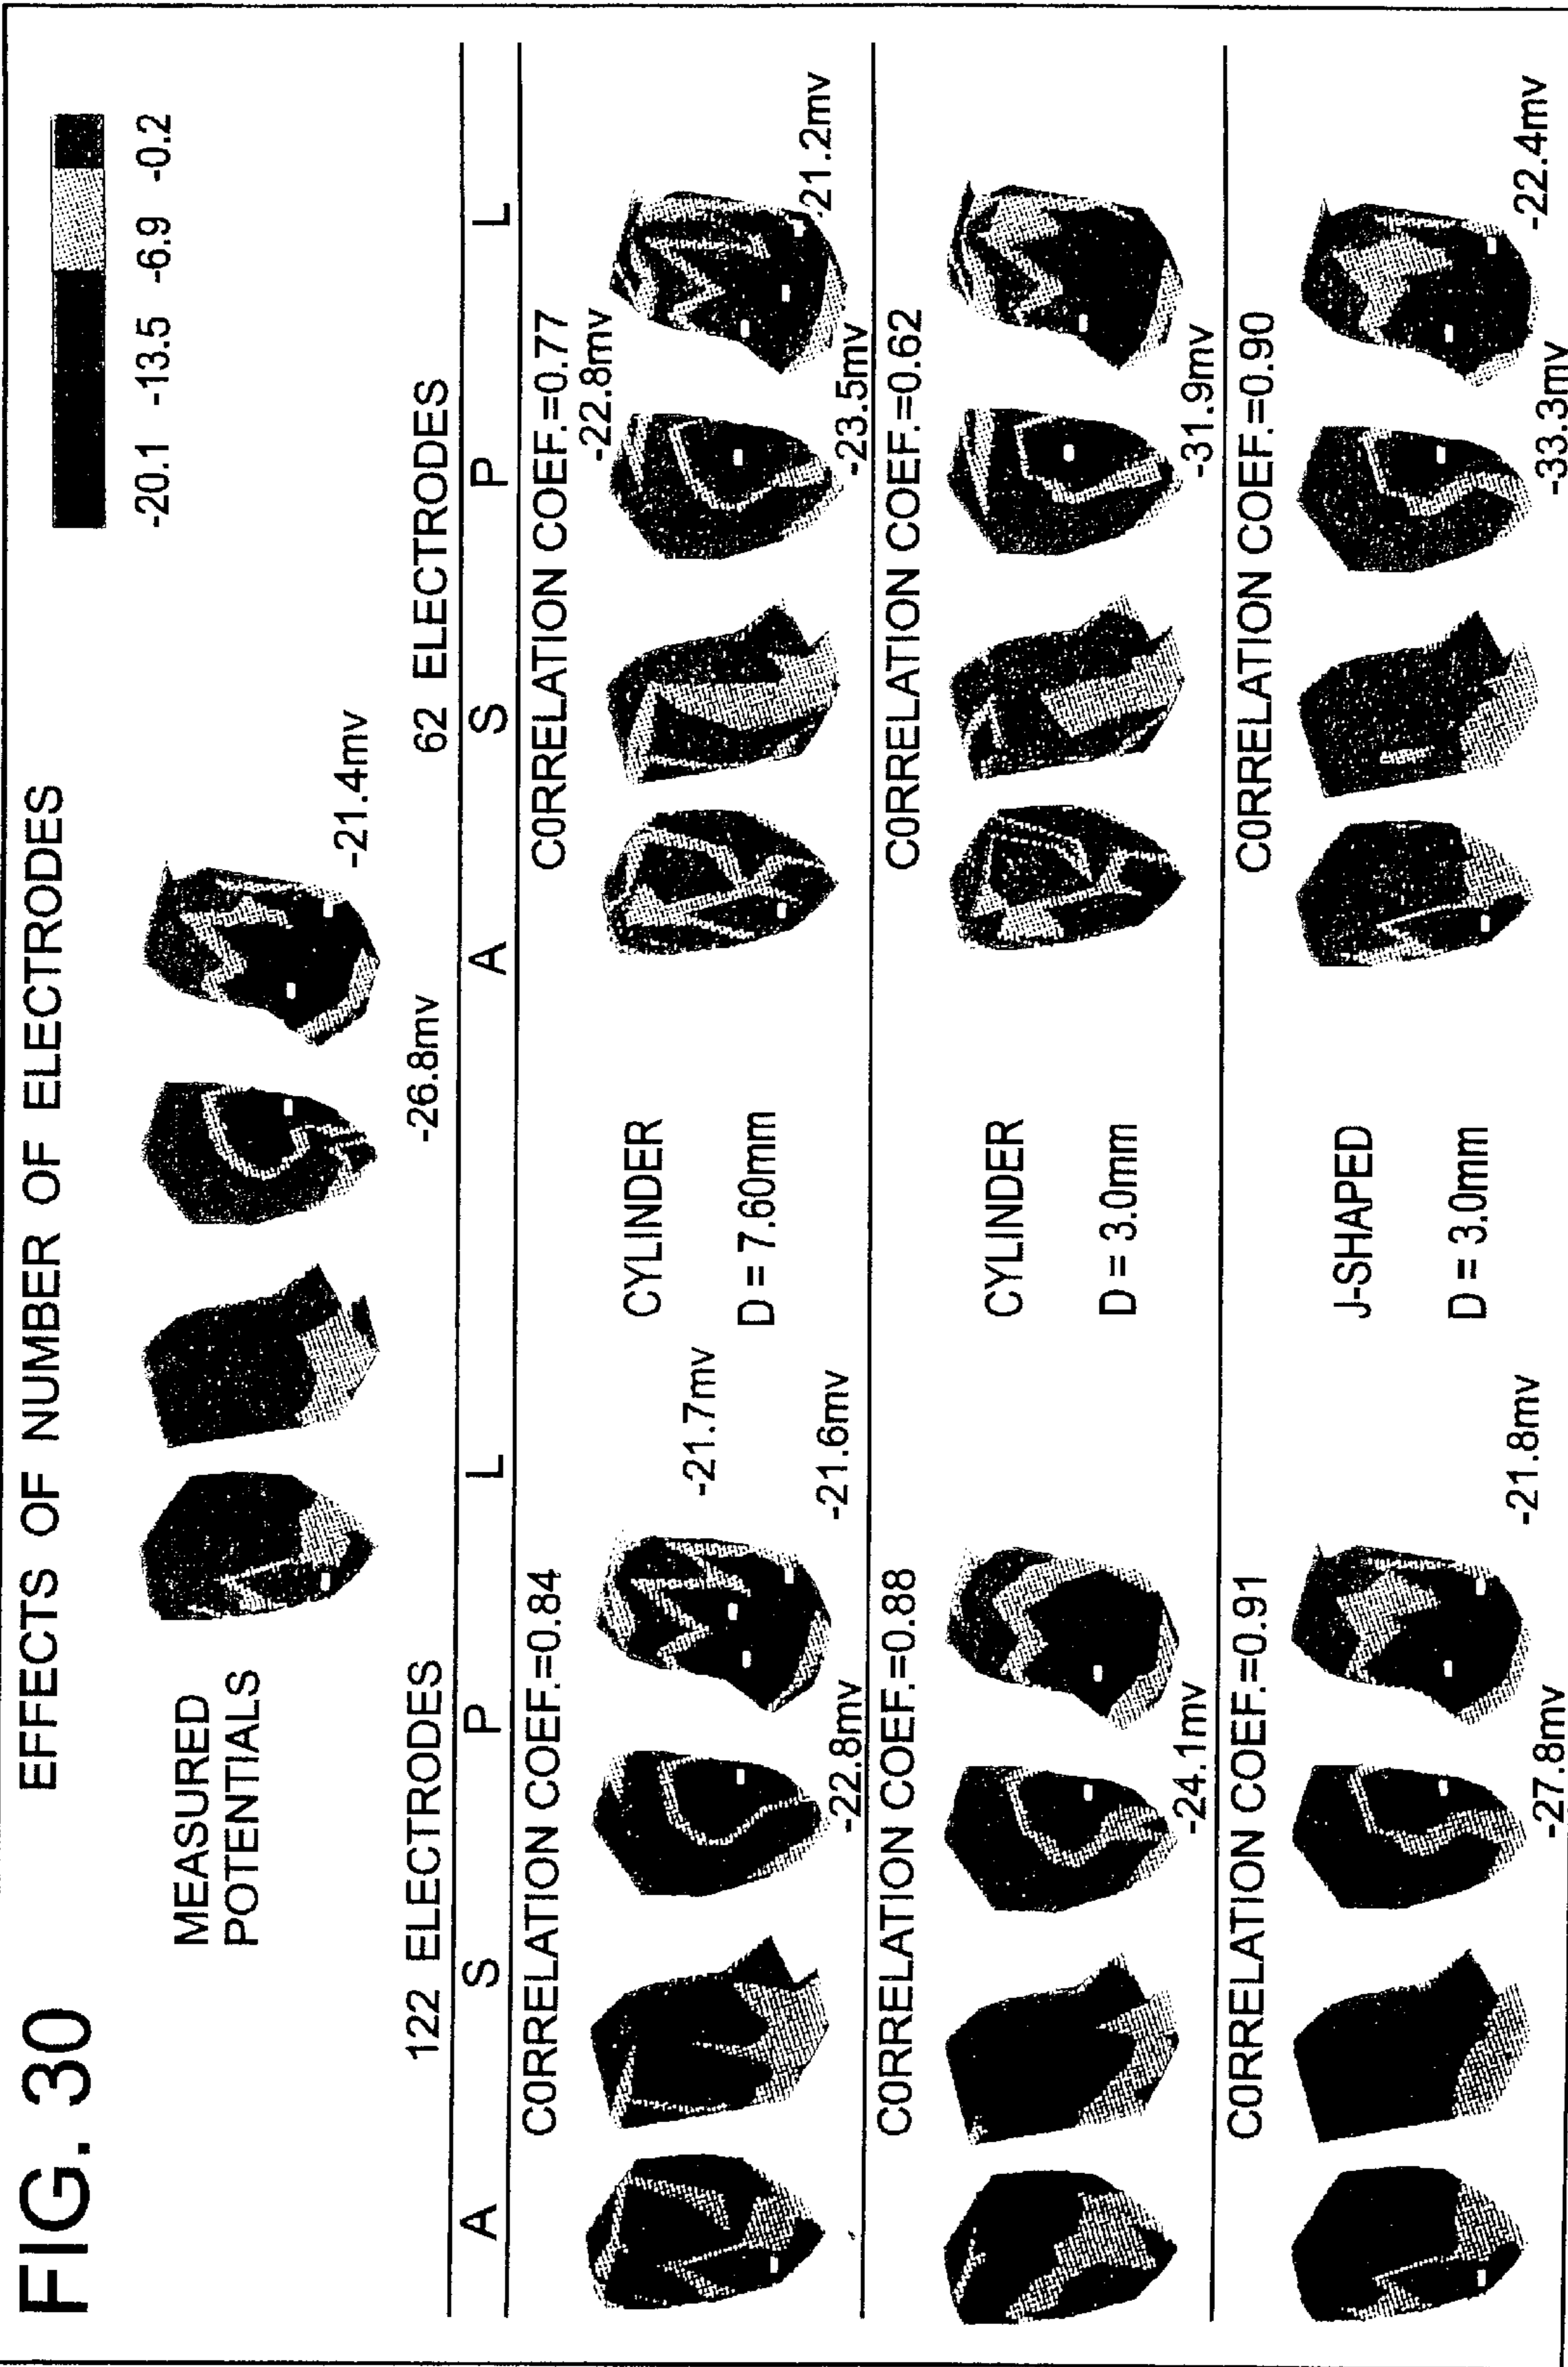 FIG. 30
EFFECTS OF NUMBER OF ELECTRODES
-20.1 -13.5 -6.9 -0.2
MEASURED
POTENTIALS
-21.4mv
-26.8mv
122 ELECTRODES
62 ELECTRODES
A S P L
A S P L
CORRELATION COEF.=0.84
-21.7mv
-22.8mv
-21.6mv
CYLINDER
D = 7.60mm
CORRELATION COEF.=0.77
-22.8mv
-21.2mv
-23.5mv
CORRELATION COEF.=0.88
-24.1mv
CYLINDER
D = 3.0mm
CORRELATION COEF.=0.62
-31.9mv
CORRELATION COEF.=0.91
-21.8mv
-27.8mv
J-SHAPED
D = 3.0mm
CORRELATION COEF.=0.90
-22.4mv
-33.3mv